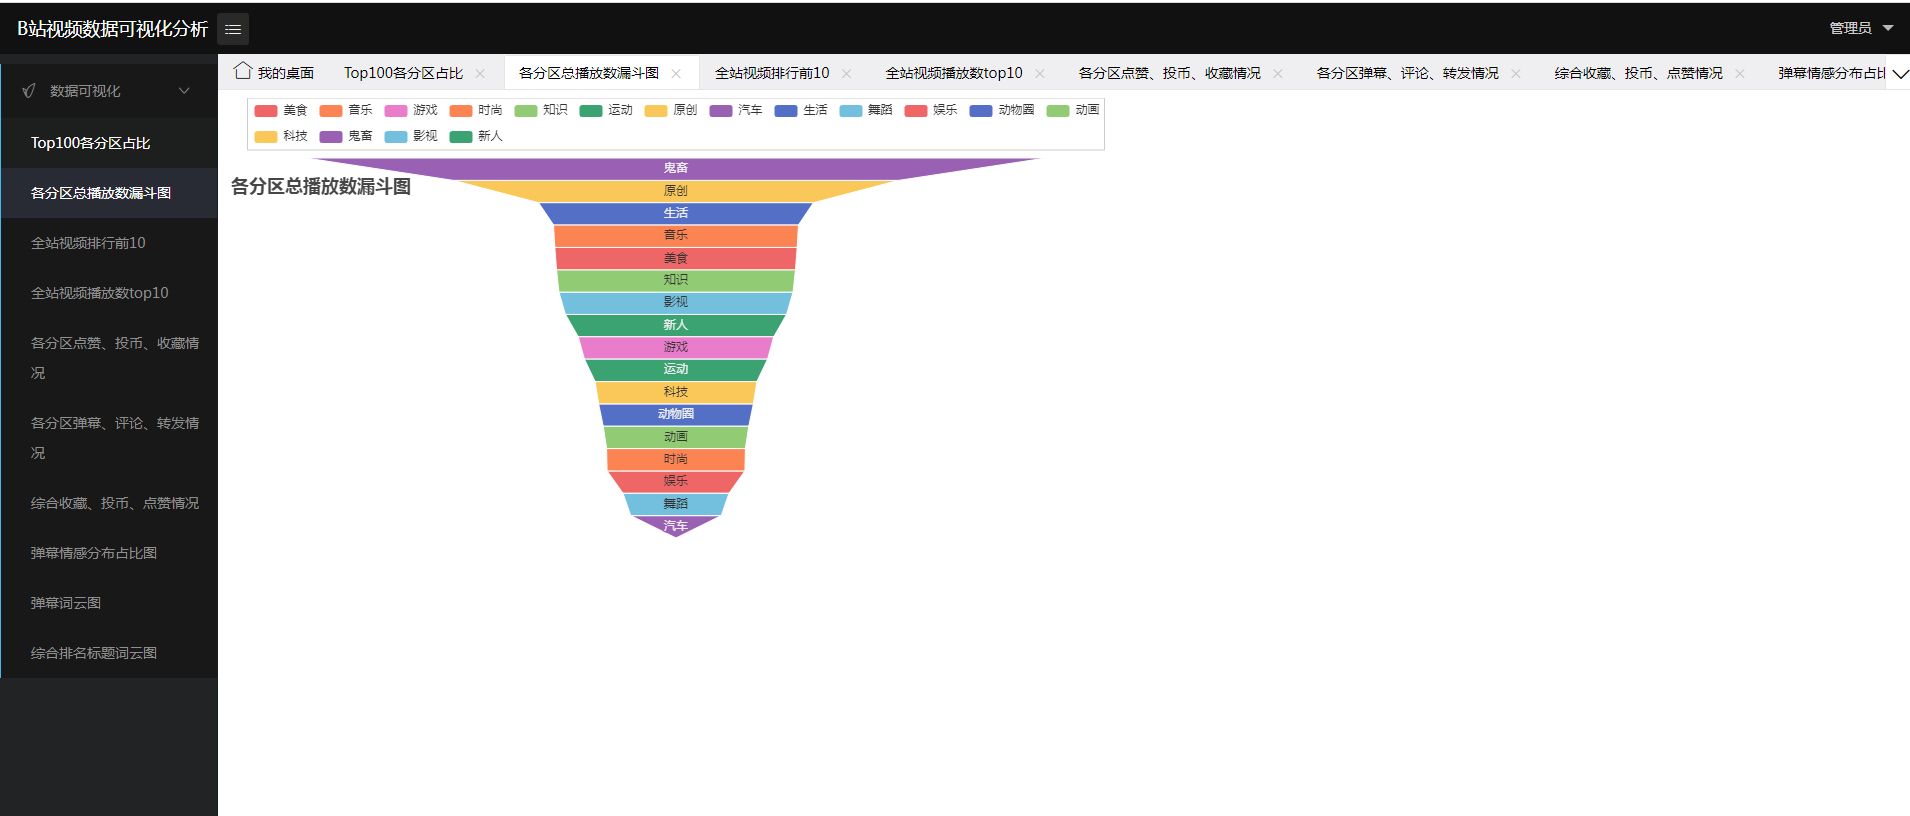 B站视频数据可视化分析
管理员
数据可视化
Top100各分区占比
各分区总播放数漏斗图
全站视频排行前10
全站视频播放数top10
各分区点赞、投币、收藏情
况
各分区弹幕、评论、转发情
况
综合收藏、投币、点赞情况
弹幕情感分布占比图
弹幕词云图
综合排名标题词云图
我的桌面 Top100各分区占比 各分区总播放数漏斗图 全站视频排行前10 全站视频播放数top10 各分区点赞、投币、收藏情况 各分区弹幕、评论、转发情况 综合收藏、投币、点赞情况 弹幕情感分布占比
美食 音乐 游戏 时尚 知识 运动 原创 汽车 生活 舞蹈 娱乐 动物圈 动画
科技 鬼畜 影视 新人
各分区总播放数漏斗图
鬼畜
原创
生活
音乐
美食
知识
影视
新人
游戏
运动
科技
动物圈
动画
时尚
娱乐
舞蹈
汽车